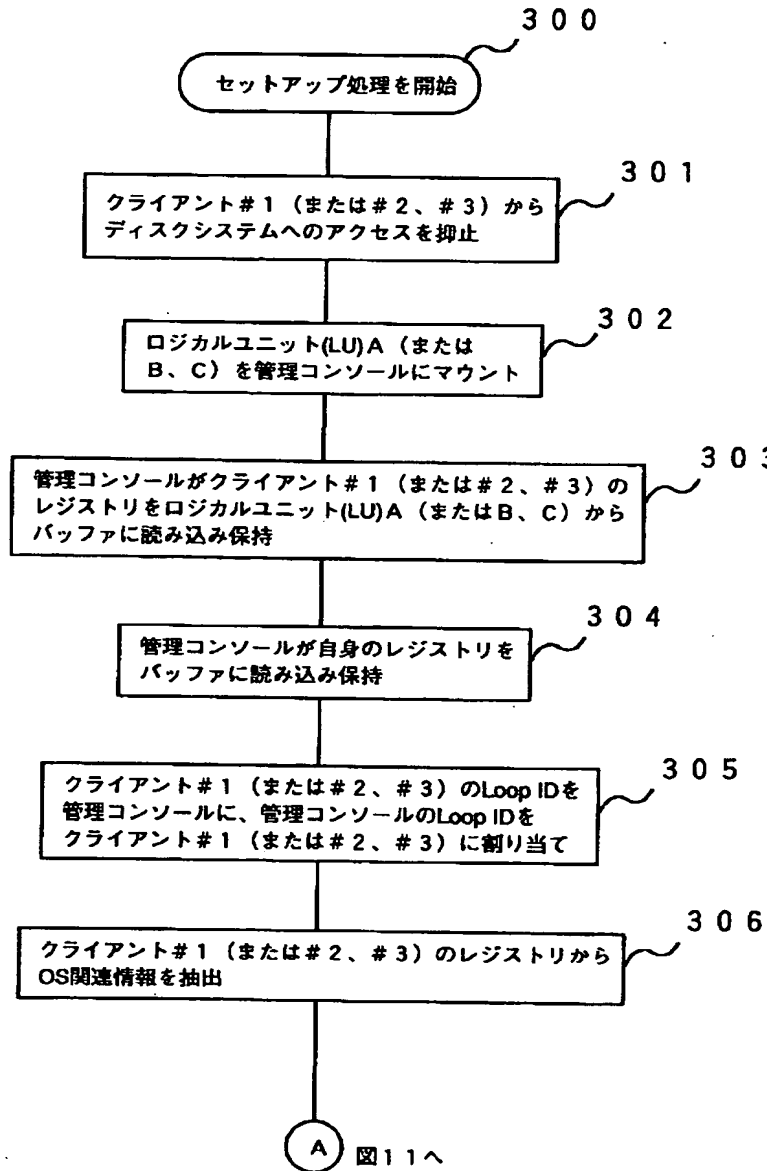 300
セットアップ処理を開始
301
クライアント#1(または#2、#3)から
ディスクシステムへのアクセスを抑止
302
ロジカルユニット(LU)A(または
B、C)を管理コンソールにマウント
303
管理コンソールがクライアント#1(または#2、#3)の
レジストリをロジカルユニット(LU)A(またはB、C)から
バッファに読み込み保持
304
管理コンソールが自身のレジストリを
バッファに読み込み保持
305
クライアント#1(または#2、#3)のLoop IDを
管理コンソールに、管理コンソールのLoop IDを
クライアント#1(または#2、#3)に割り当て
306
クライアント#1(または#2、#3)のレジストリから
OS関連情報を抽出
A 図11へ